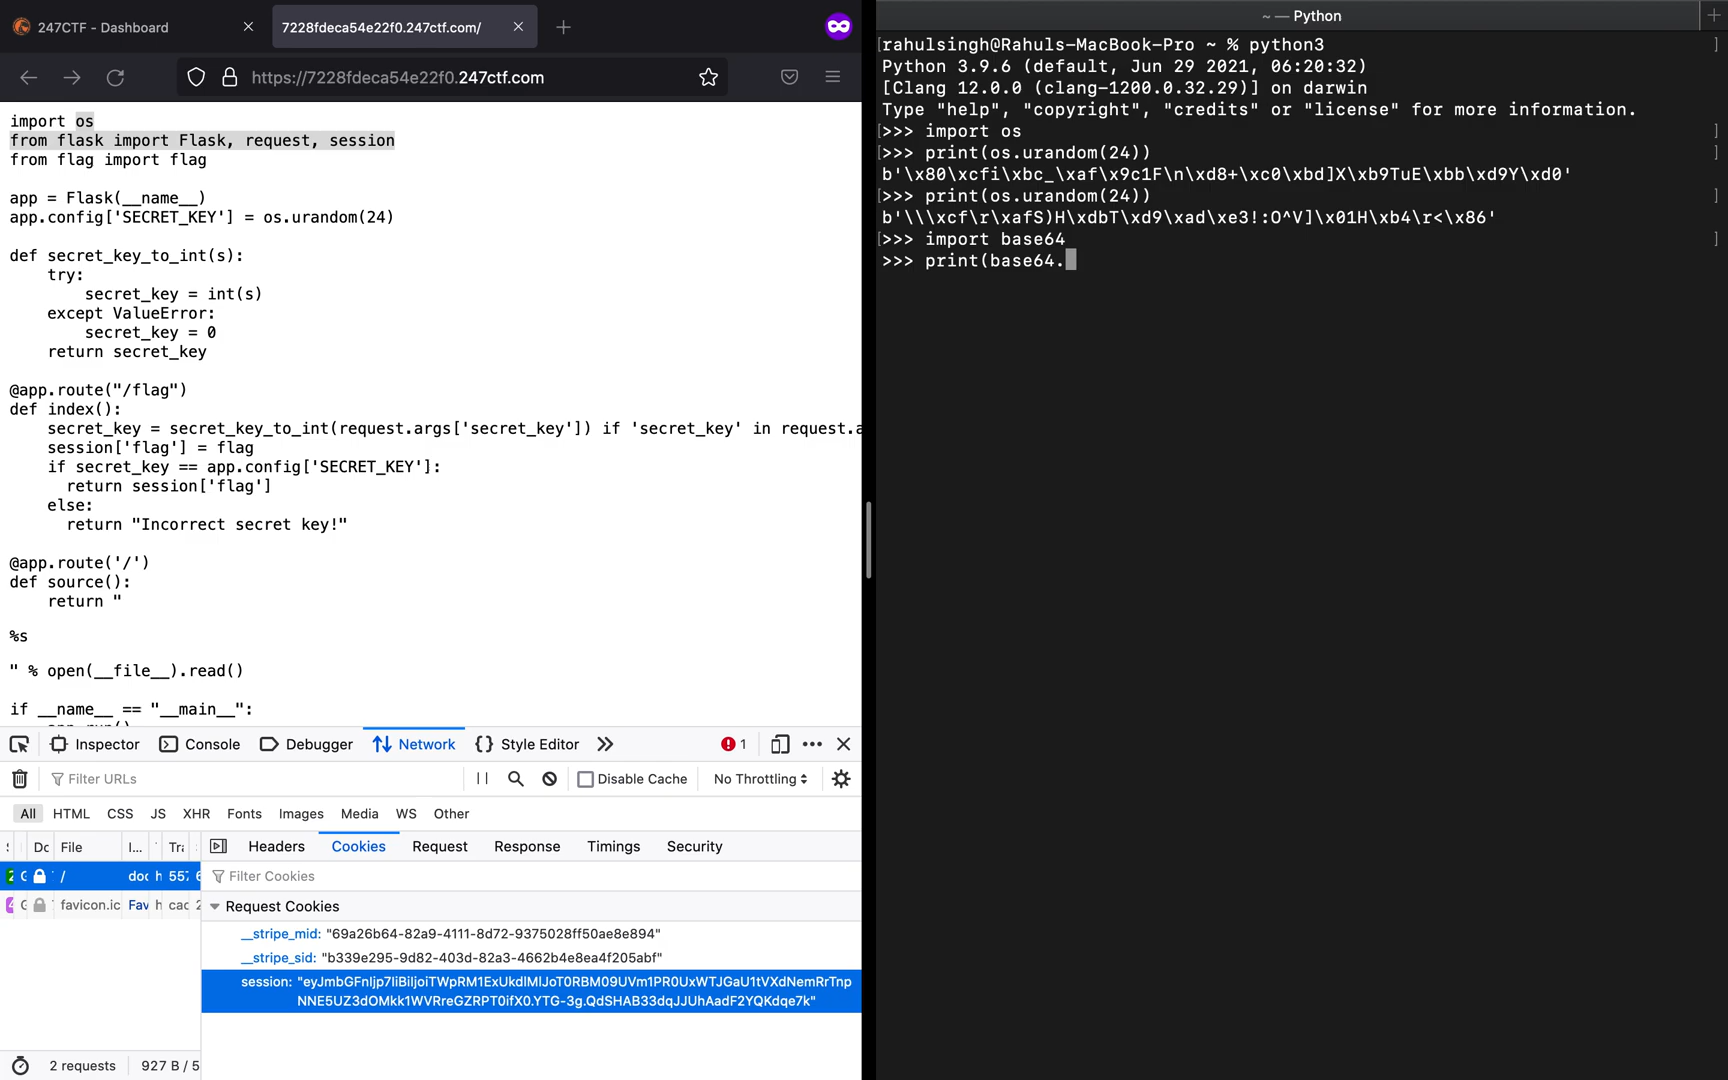 247CTF - Dashboard
7228fdeca54e22f0.247ctf.com/
https://7228fdeca54e22f0.247ctf.com
import os
from flask import Flask, request, session
from flag import flag
app = Flask(__name__)
app.config['SECRET_KEY'] = os.urandom(24)
def secret_key_to_int(s):
    try:
        secret_key = int(s)
    except ValueError:
        secret_key = 0
    return secret_key
@app.route("/flag")
def index():
    secret_key = secret_key_to_int(request.args['secret_key']) if 'secret_key' in request.a
    session['flag'] = flag
    if secret_key == app.config['SECRET_KEY']:
      return session['flag']
    else:
      return "Incorrect secret key!"
@app.route('/')
def source():
    return "
%s
" % open(__file__).read()
if __name__ == "__main__":
Inspector Console Debugger Network Style Editor 1
Filter URLs Disable Cache No Throttling
All HTML CSS JS XHR Fonts Images Media WS Other
Dc File I... Tra Headers Cookies Request Response Timings Security
2 G / doc h 557 6 Filter Cookies
4 G favicon.ic Fav h cac 2 Request Cookies
__stripe_mid: "69a26b64-82a9-4111-8d72-9375028ff50ae8e894"
__stripe_sid: "b339e295-9d82-403d-82a3-4662b4e8ea4f205abf"
session: "eyJmbGFnIjp7IiBiIjoiTWpRM1ExUkdlMlJoT0RBM09UVm1PR0UxWTJGaU1tVXdNemRrTnp
NNE5UZ3dOMkk1WVRreGZRPT0ifX0.YTG-3g.QdSHAB33dqJJUhAadF2YQKdqe7k"
2 requests 927 B / 5
~ — Python
[rahulsingh@Rahuls-MacBook-Pro ~ % python3 ]
Python 3.9.6 (default, Jun 29 2021, 06:20:32)
[Clang 12.0.0 (clang-1200.0.32.29)] on darwin
Type "help", "copyright", "credits" or "license" for more information.
[>>> import os ]
[>>> print(os.urandom(24)) ]
b'\x80\xcfi\xbc_\xaf\x9c1F\n\xd8+\xc0\xbd]X\xb9TuE\xbb\xd9Y\xd0'
[>>> print(os.urandom(24)) ]
b'\\\xcf\r\xafS)H\xdbT\xd9\xad\xe3!:O^V]\x01H\xb4\r<\x86'
[>>> import base64 ]
>>> print(base64.